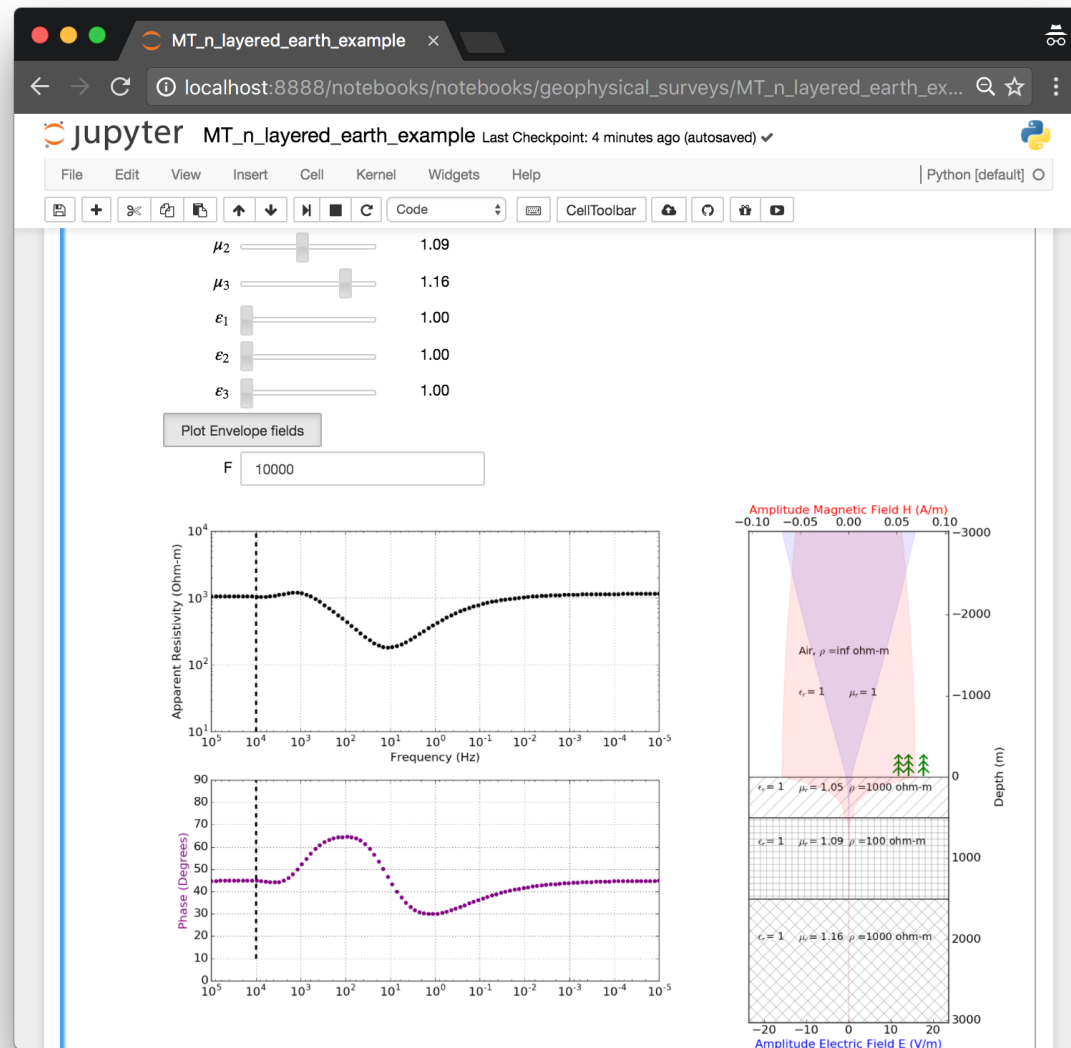 MT_n_layered_earth_example ×
localhost:8888/notebooks/notebooks/geophysical_surveys/MT_n_layered_earth_ex...
jupyter MT_n_layered_earth_example Last Checkpoint: 4 minutes ago (autosaved)
File Edit View Insert Cell Kernel Widgets Help Python [default]
Code CellToolbar
μ2 1.09
μ3 1.16
ϵ1 1.00
ϵ2 1.00
ϵ3 1.00
Plot Envelope fields
F 10000
Apparent Resistivity (Ohm-m)
10^4
10^3
10^2
10^1
10^5 10^4 10^3 10^2 10^1 10^0 10^-1 10^-2 10^-3 10^-4 10^-5
Frequency (Hz)
Phase (Degrees)
90
80
70
60
50
40
30
20
10
0
10^5 10^4 10^3 10^2 10^1 10^0 10^-1 10^-2 10^-3 10^-4 10^-5
Amplitude Magnetic Field H (A/m)
−0.10 −0.05 0.00 0.05 0.10
−3000
−2000
Air, ρ =inf ohm-m
ϵr= 1 μr= 1
−1000
Depth (m)
0
ϵr= 1 μr= 1.05 ρ =1000 ohm-m
ϵr= 1 μr= 1.09 ρ =100 ohm-m
1000
ϵr= 1 μr= 1.16 ρ =1000 ohm-m
2000
3000
−20 −10 0 10 20
Amplitude Electric Field E (V/m)